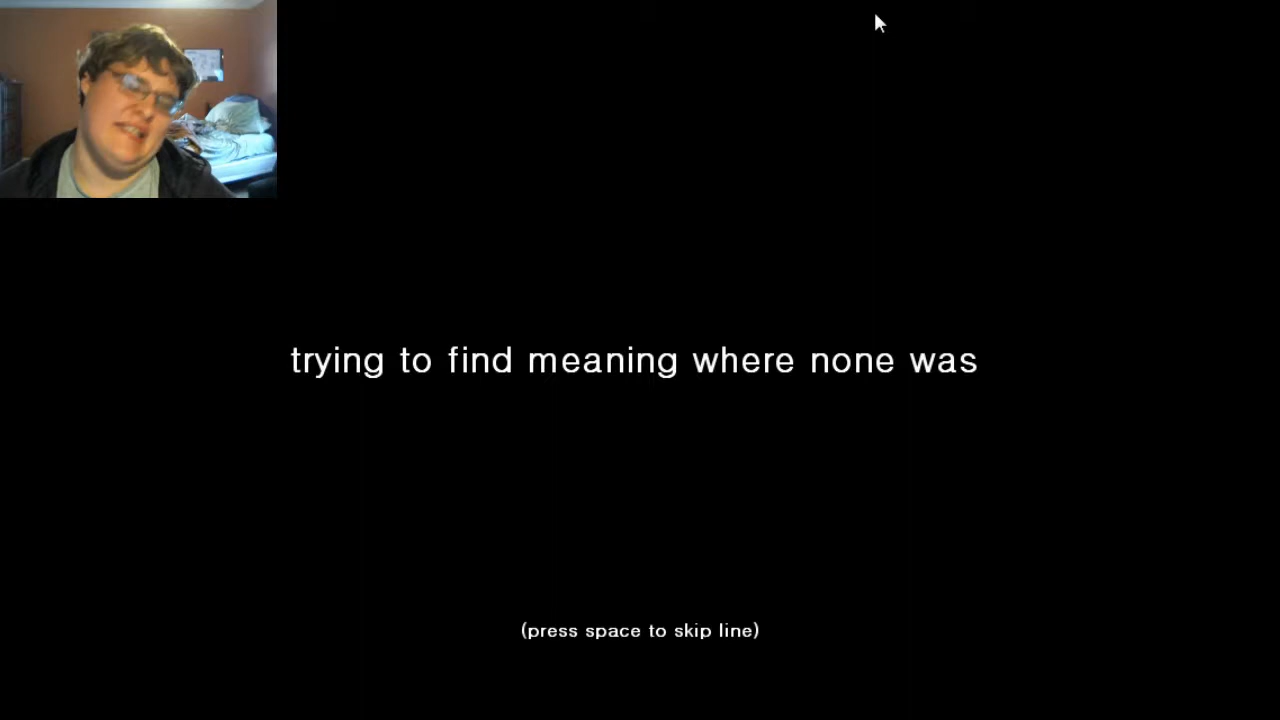 trying to find meaning where none was
(press space to skip line)